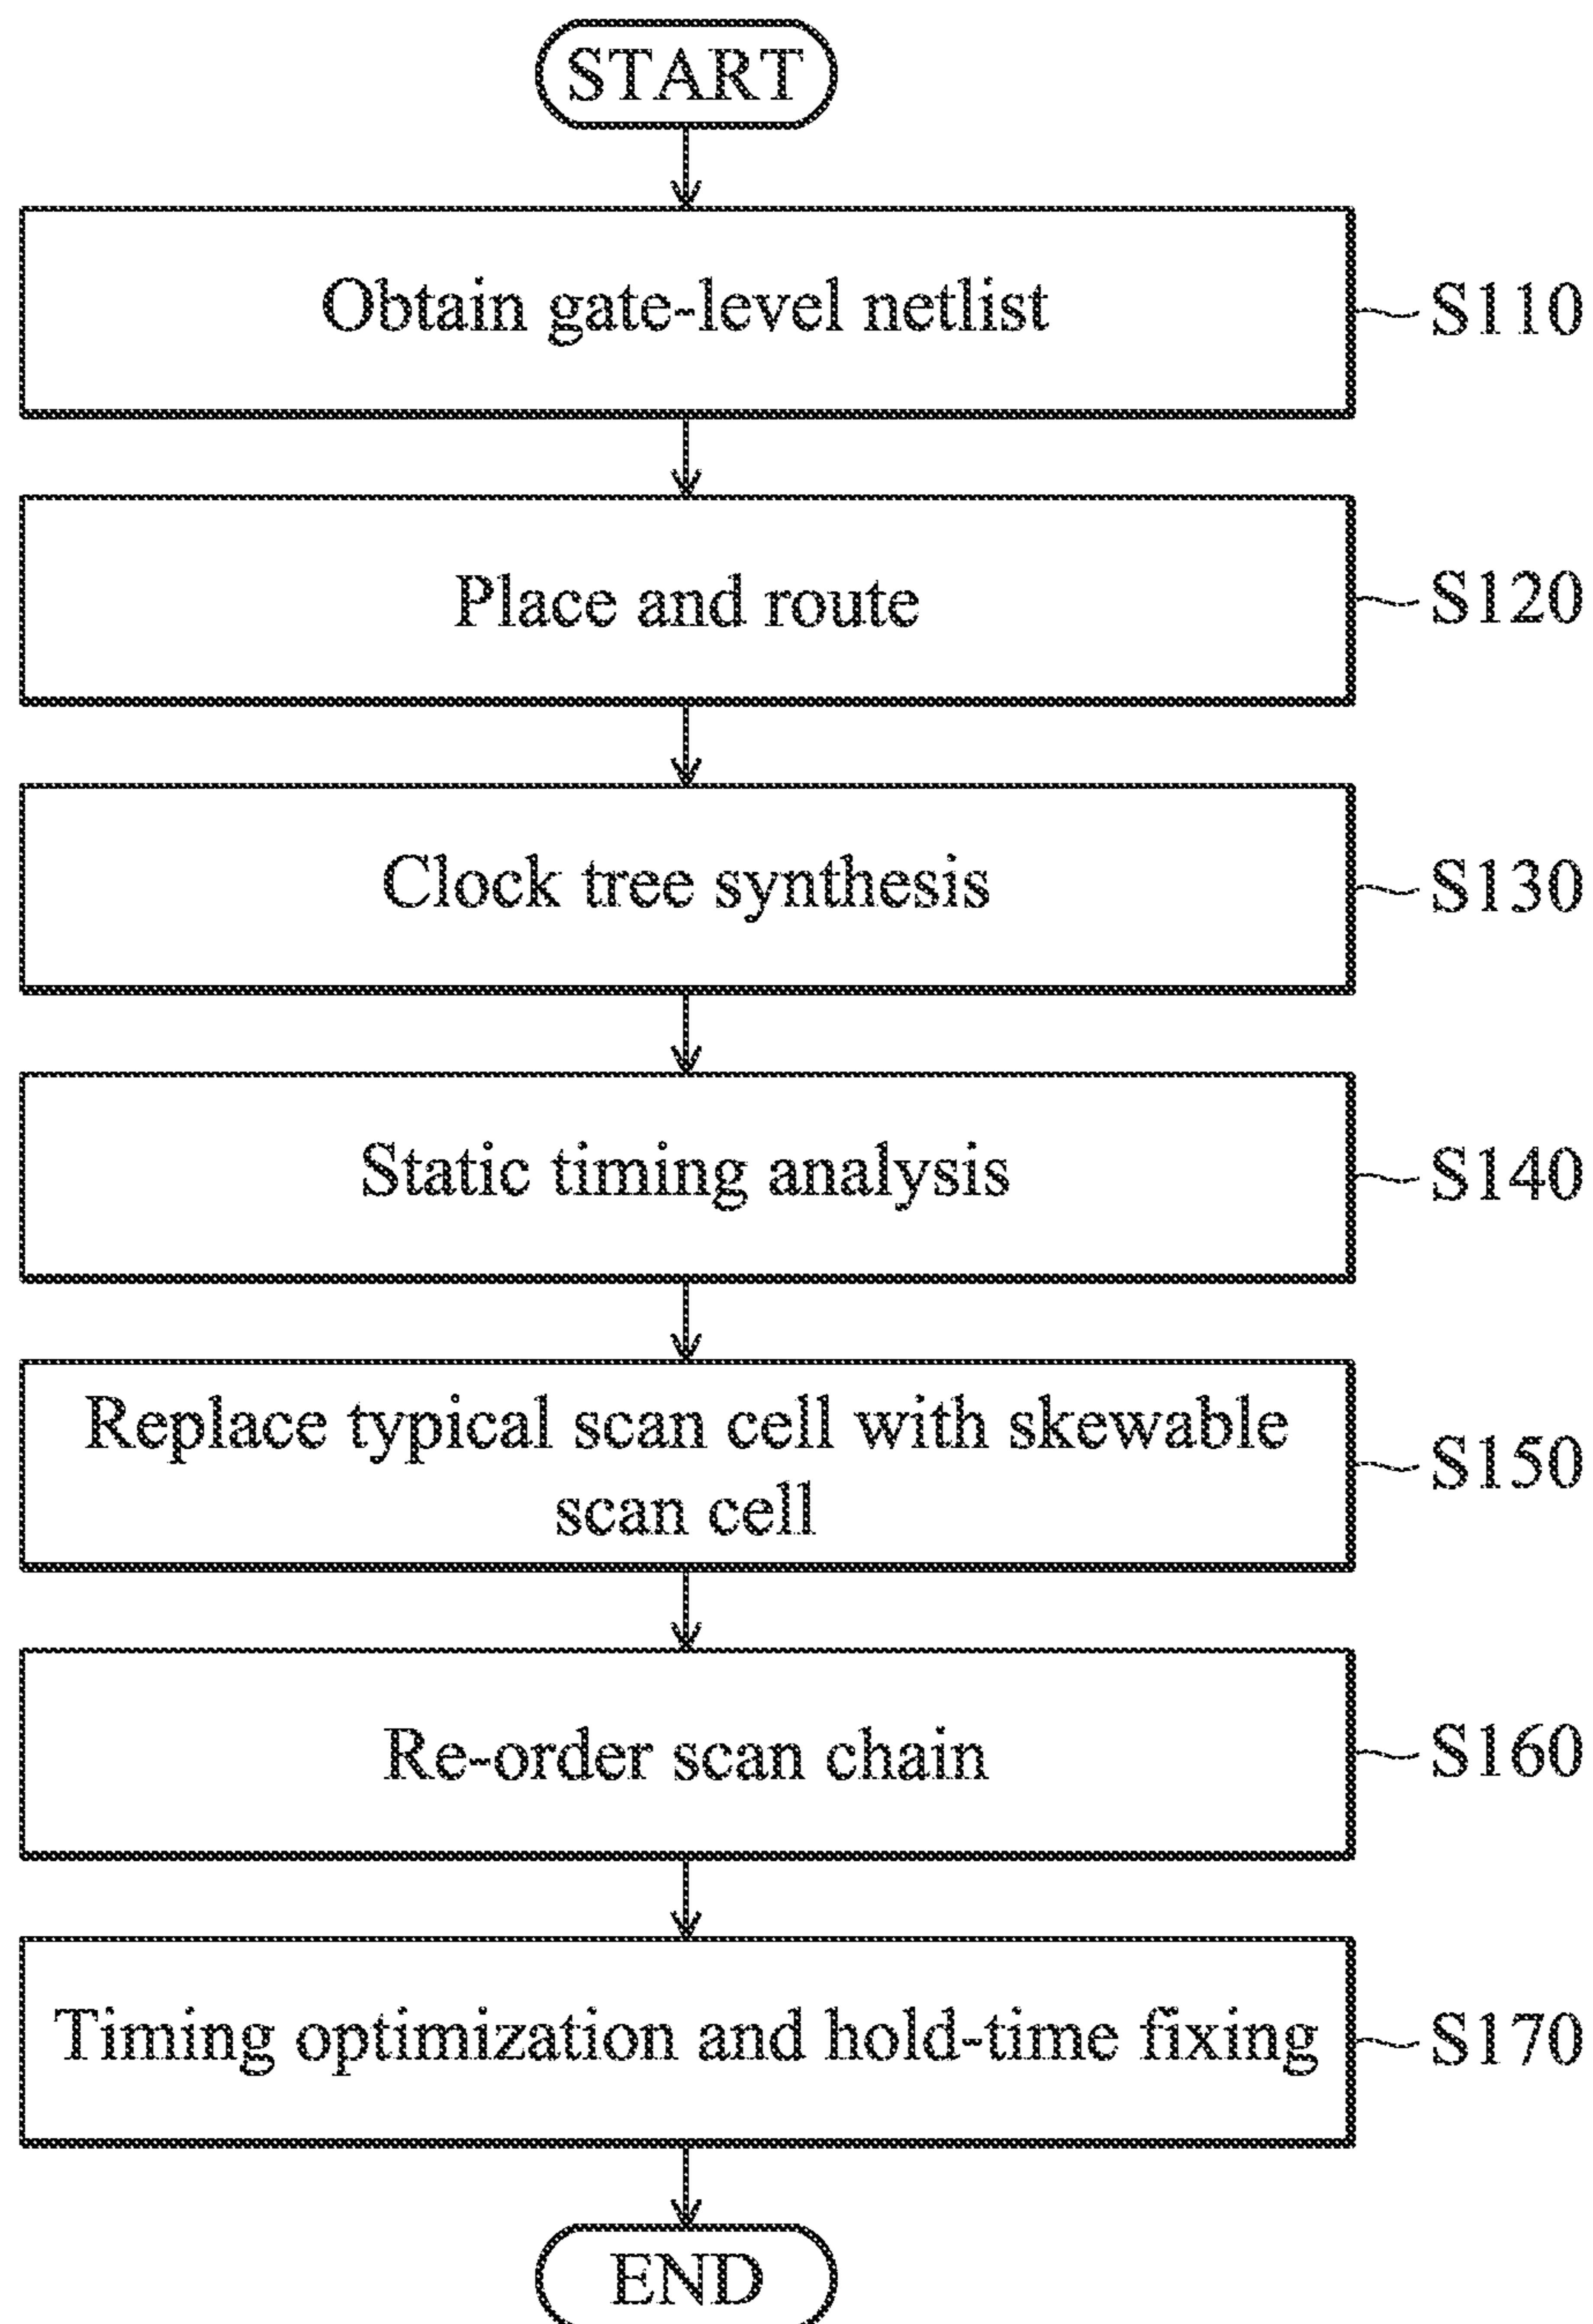 START
Obtain gate-level netlist
S110
Place and route
S120
Clock tree synthesis
S130
Static timing analysis
S140
Replace typical scan cell with skewable
scan cell
S150
Re-order scan chain
S160
Timing optimization and hold-time fixing
S170
END